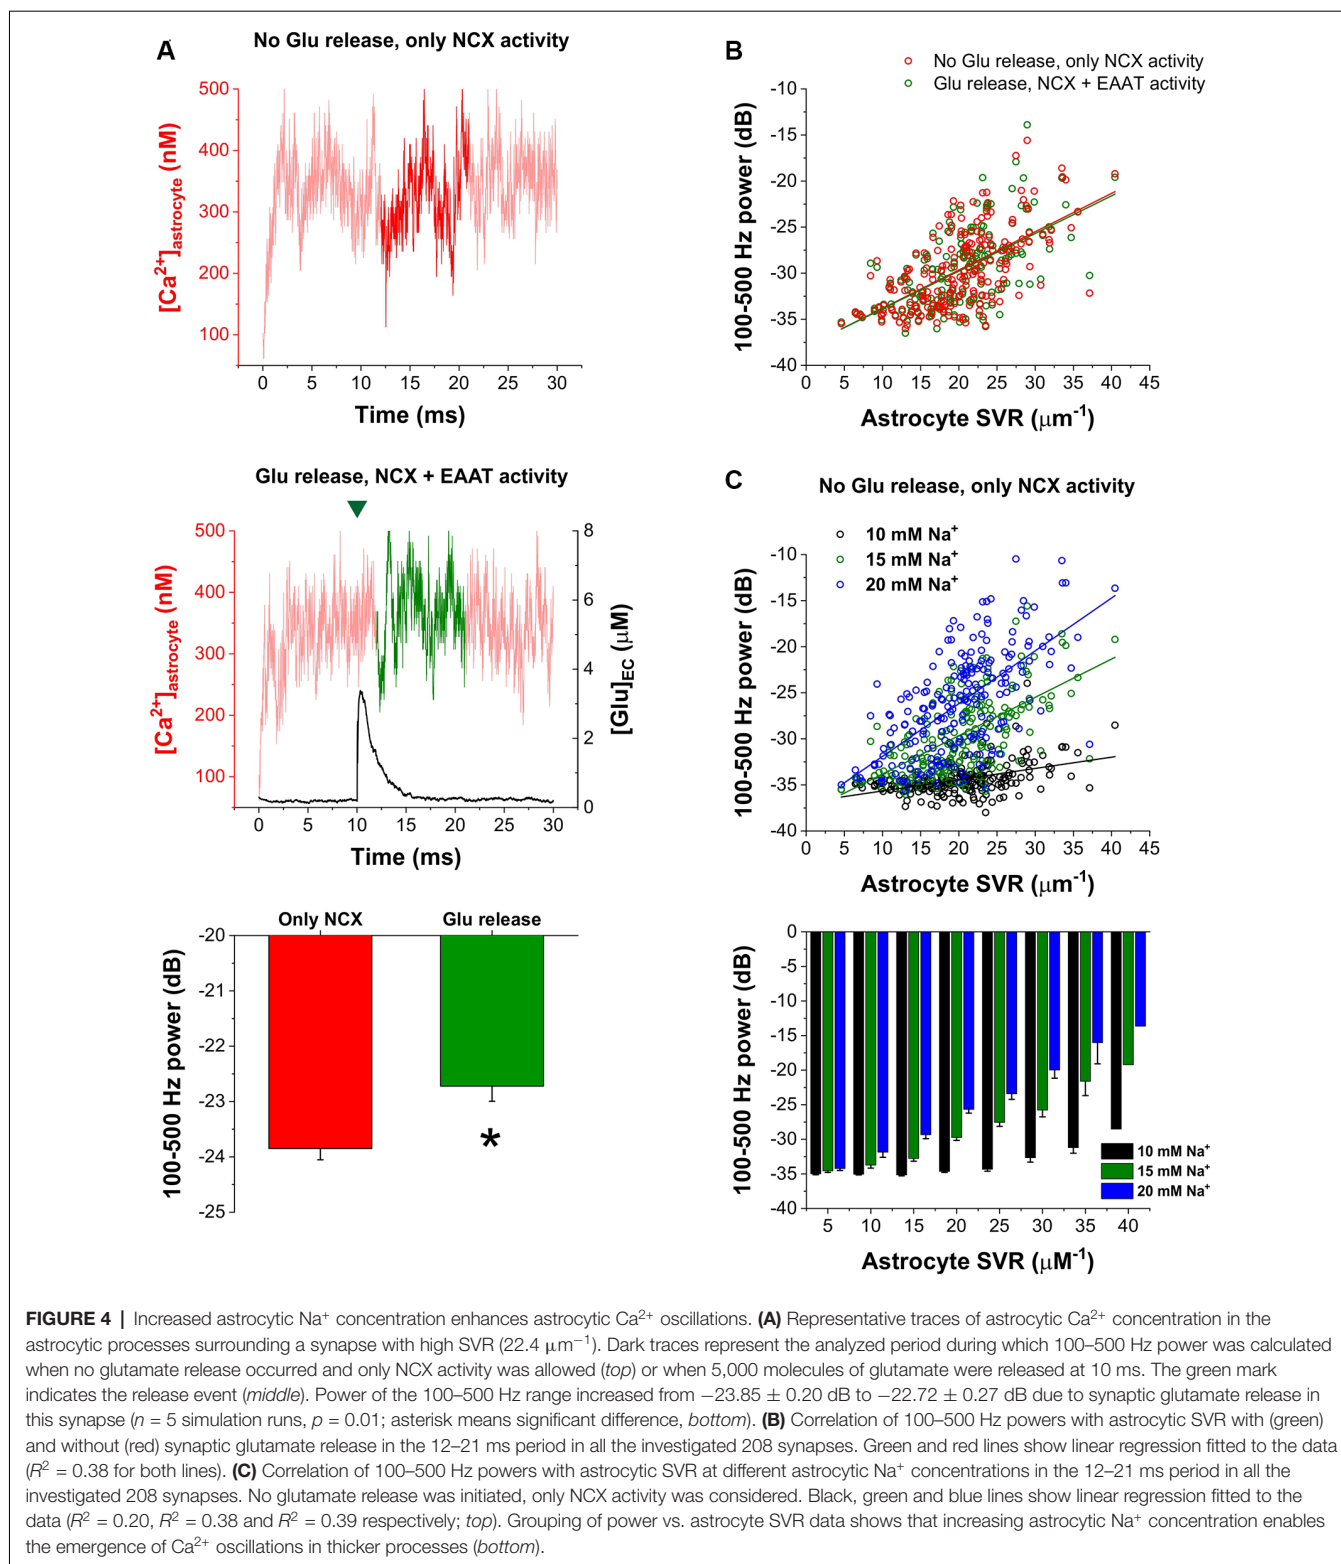 A
No Glu release, only NCX activity
500
400
300
200
100
[Ca²⁺]astrocyte (nM)
0 5 10 15 20 25 30
Time (ms)
Glu release, NCX + EAAT activity
500
400
300
200
100
[Ca²⁺]astrocyte (nM)
8
6
4
2
0
[Glu]EC (μM)
0 5 10 15 20 25 30
Time (ms)
Only NCX Glu release
-20
-21
-22
-23
-24
-25
100-500 Hz power (dB)
*
B
No Glu release, only NCX activity
Glu release, NCX + EAAT activity
-10
-15
-20
-25
-30
-35
-40
100-500 Hz power (dB)
0 5 10 15 20 25 30 35 40 45
Astrocyte SVR (μm⁻¹)
C
No Glu release, only NCX activity
10 mM Na⁺
15 mM Na⁺
20 mM Na⁺
-10
-15
-20
-25
-30
-35
-40
100-500 Hz power (dB)
0 5 10 15 20 25 30 35 40 45
Astrocyte SVR (μm⁻¹)
0
-5
-10
-15
-20
-25
-30
-35
-40
100-500 Hz power (dB)
10 mM Na⁺
15 mM Na⁺
20 mM Na⁺
5 10 15 20 25 30 35 40
Astrocyte SVR (μM⁻¹)
FIGURE 4 | Increased astrocytic Na⁺ concentration enhances astrocytic Ca²⁺ oscillations. (A) Representative traces of astrocytic Ca²⁺ concentration in the
astrocytic processes surrounding a synapse with high SVR (22.4 μm⁻¹). Dark traces represent the analyzed period during which 100–500 Hz power was calculated
when no glutamate release occurred and only NCX activity was allowed (top) or when 5,000 molecules of glutamate were released at 10 ms. The green mark
indicates the release event (middle). Power of the 100–500 Hz range increased from −23.85 ± 0.20 dB to −22.72 ± 0.27 dB due to synaptic glutamate release in
this synapse (n = 5 simulation runs, p = 0.01; asterisk means significant difference, bottom). (B) Correlation of 100–500 Hz powers with astrocytic SVR with (green)
and without (red) synaptic glutamate release in the 12–21 ms period in all the investigated 208 synapses. Green and red lines show linear regression fitted to the data
(R² = 0.38 for both lines). (C) Correlation of 100–500 Hz powers with astrocytic SVR at different astrocytic Na⁺ concentrations in the 12–21 ms period in all the
investigated 208 synapses. No glutamate release was initiated, only NCX activity was considered. Black, green and blue lines show linear regression fitted to the
data (R² = 0.20, R² = 0.38 and R² = 0.39 respectively; top). Grouping of power vs. astrocyte SVR data shows that increasing astrocytic Na⁺ concentration enables
the emergence of Ca²⁺ oscillations in thicker processes (bottom).